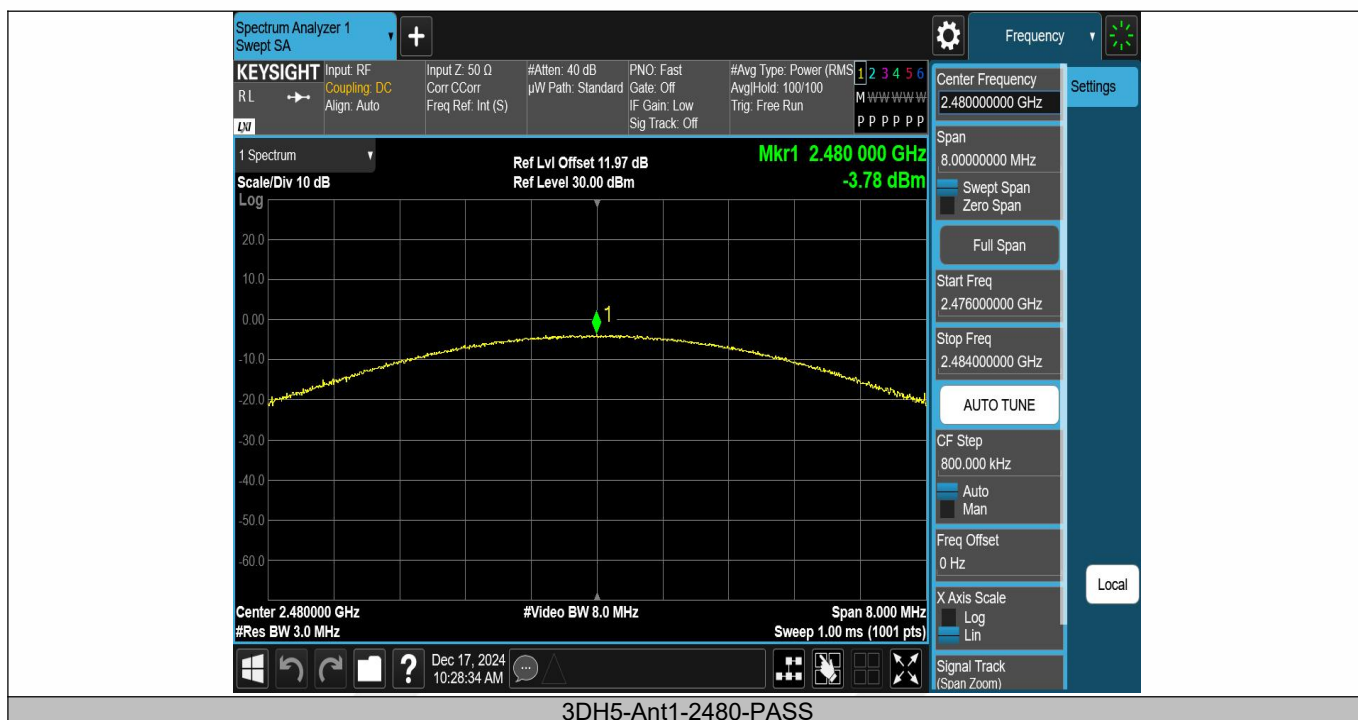 Spectrum Analyzer 1
Swept SA
+
Frequency
KEYSIGHT
RL
LXI
Input: RF
Coupling: DC
Align: Auto
Input Z: 50 Ω
Corr CCorr
Freq Ref: Int (S)
#Atten: 40 dB
µW Path: Standard
PNO: Fast
Gate: Off
IF Gain: Low
Sig Track: Off
#Avg Type: Power (RMS
Avg|Hold: 100/100
Trig: Free Run
1 2 3 4 5 6
M W W W W W
P P P P P P
1 Spectrum
Scale/Div 10 dB
Log
Ref Lvl Offset 11.97 dB
Ref Level 30.00 dBm
Mkr1 2.480 000 GHz
-3.78 dBm
20.0
10.0
0.00
-10.0
-20.0
-30.0
-40.0
-50.0
-60.0
1
Center 2.480000 GHz
#Res BW 3.0 MHz
#Video BW 8.0 MHz
Span 8.000 MHz
Sweep 1.00 ms (1001 pts)
Center Frequency
2.480000000 GHz
Settings
Span
8.00000000 MHz
Swept Span
Zero Span
Full Span
Start Freq
2.476000000 GHz
Stop Freq
2.484000000 GHz
AUTO TUNE
CF Step
800.000 kHz
Auto
Man
Freq Offset
0 Hz
X Axis Scale
Log
Lin
Local
Signal Track
(Span Zoom)
?
Dec 17, 2024
10:28:34 AM
3DH5-Ant1-2480-PASS